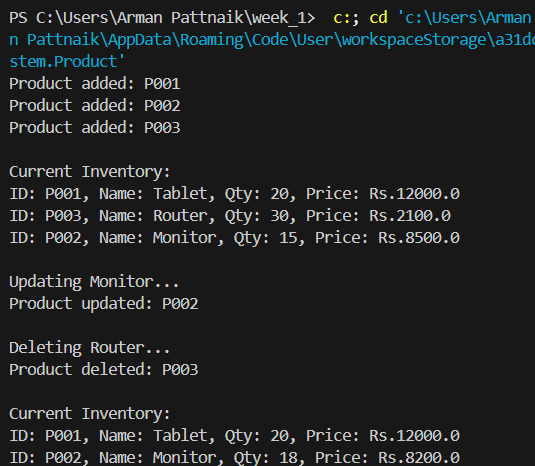 PS C:\Users\Arman Pattnaik\week_1>  c:; cd 'c:\Users\Arman
n Pattnaik\AppData\Roaming\Code\User\workspaceStorage\a31dc
stem.Product'
Product added: P001
Product added: P002
Product added: P003

Current Inventory:
ID: P001, Name: Tablet, Qty: 20, Price: Rs.12000.0
ID: P003, Name: Router, Qty: 30, Price: Rs.2100.0
ID: P002, Name: Monitor, Qty: 15, Price: Rs.8500.0

Updating Monitor...
Product updated: P002

Deleting Router...
Product deleted: P003

Current Inventory:
ID: P001, Name: Tablet, Qty: 20, Price: Rs.12000.0
ID: P002, Name: Monitor, Qty: 18, Price: Rs.8200.0